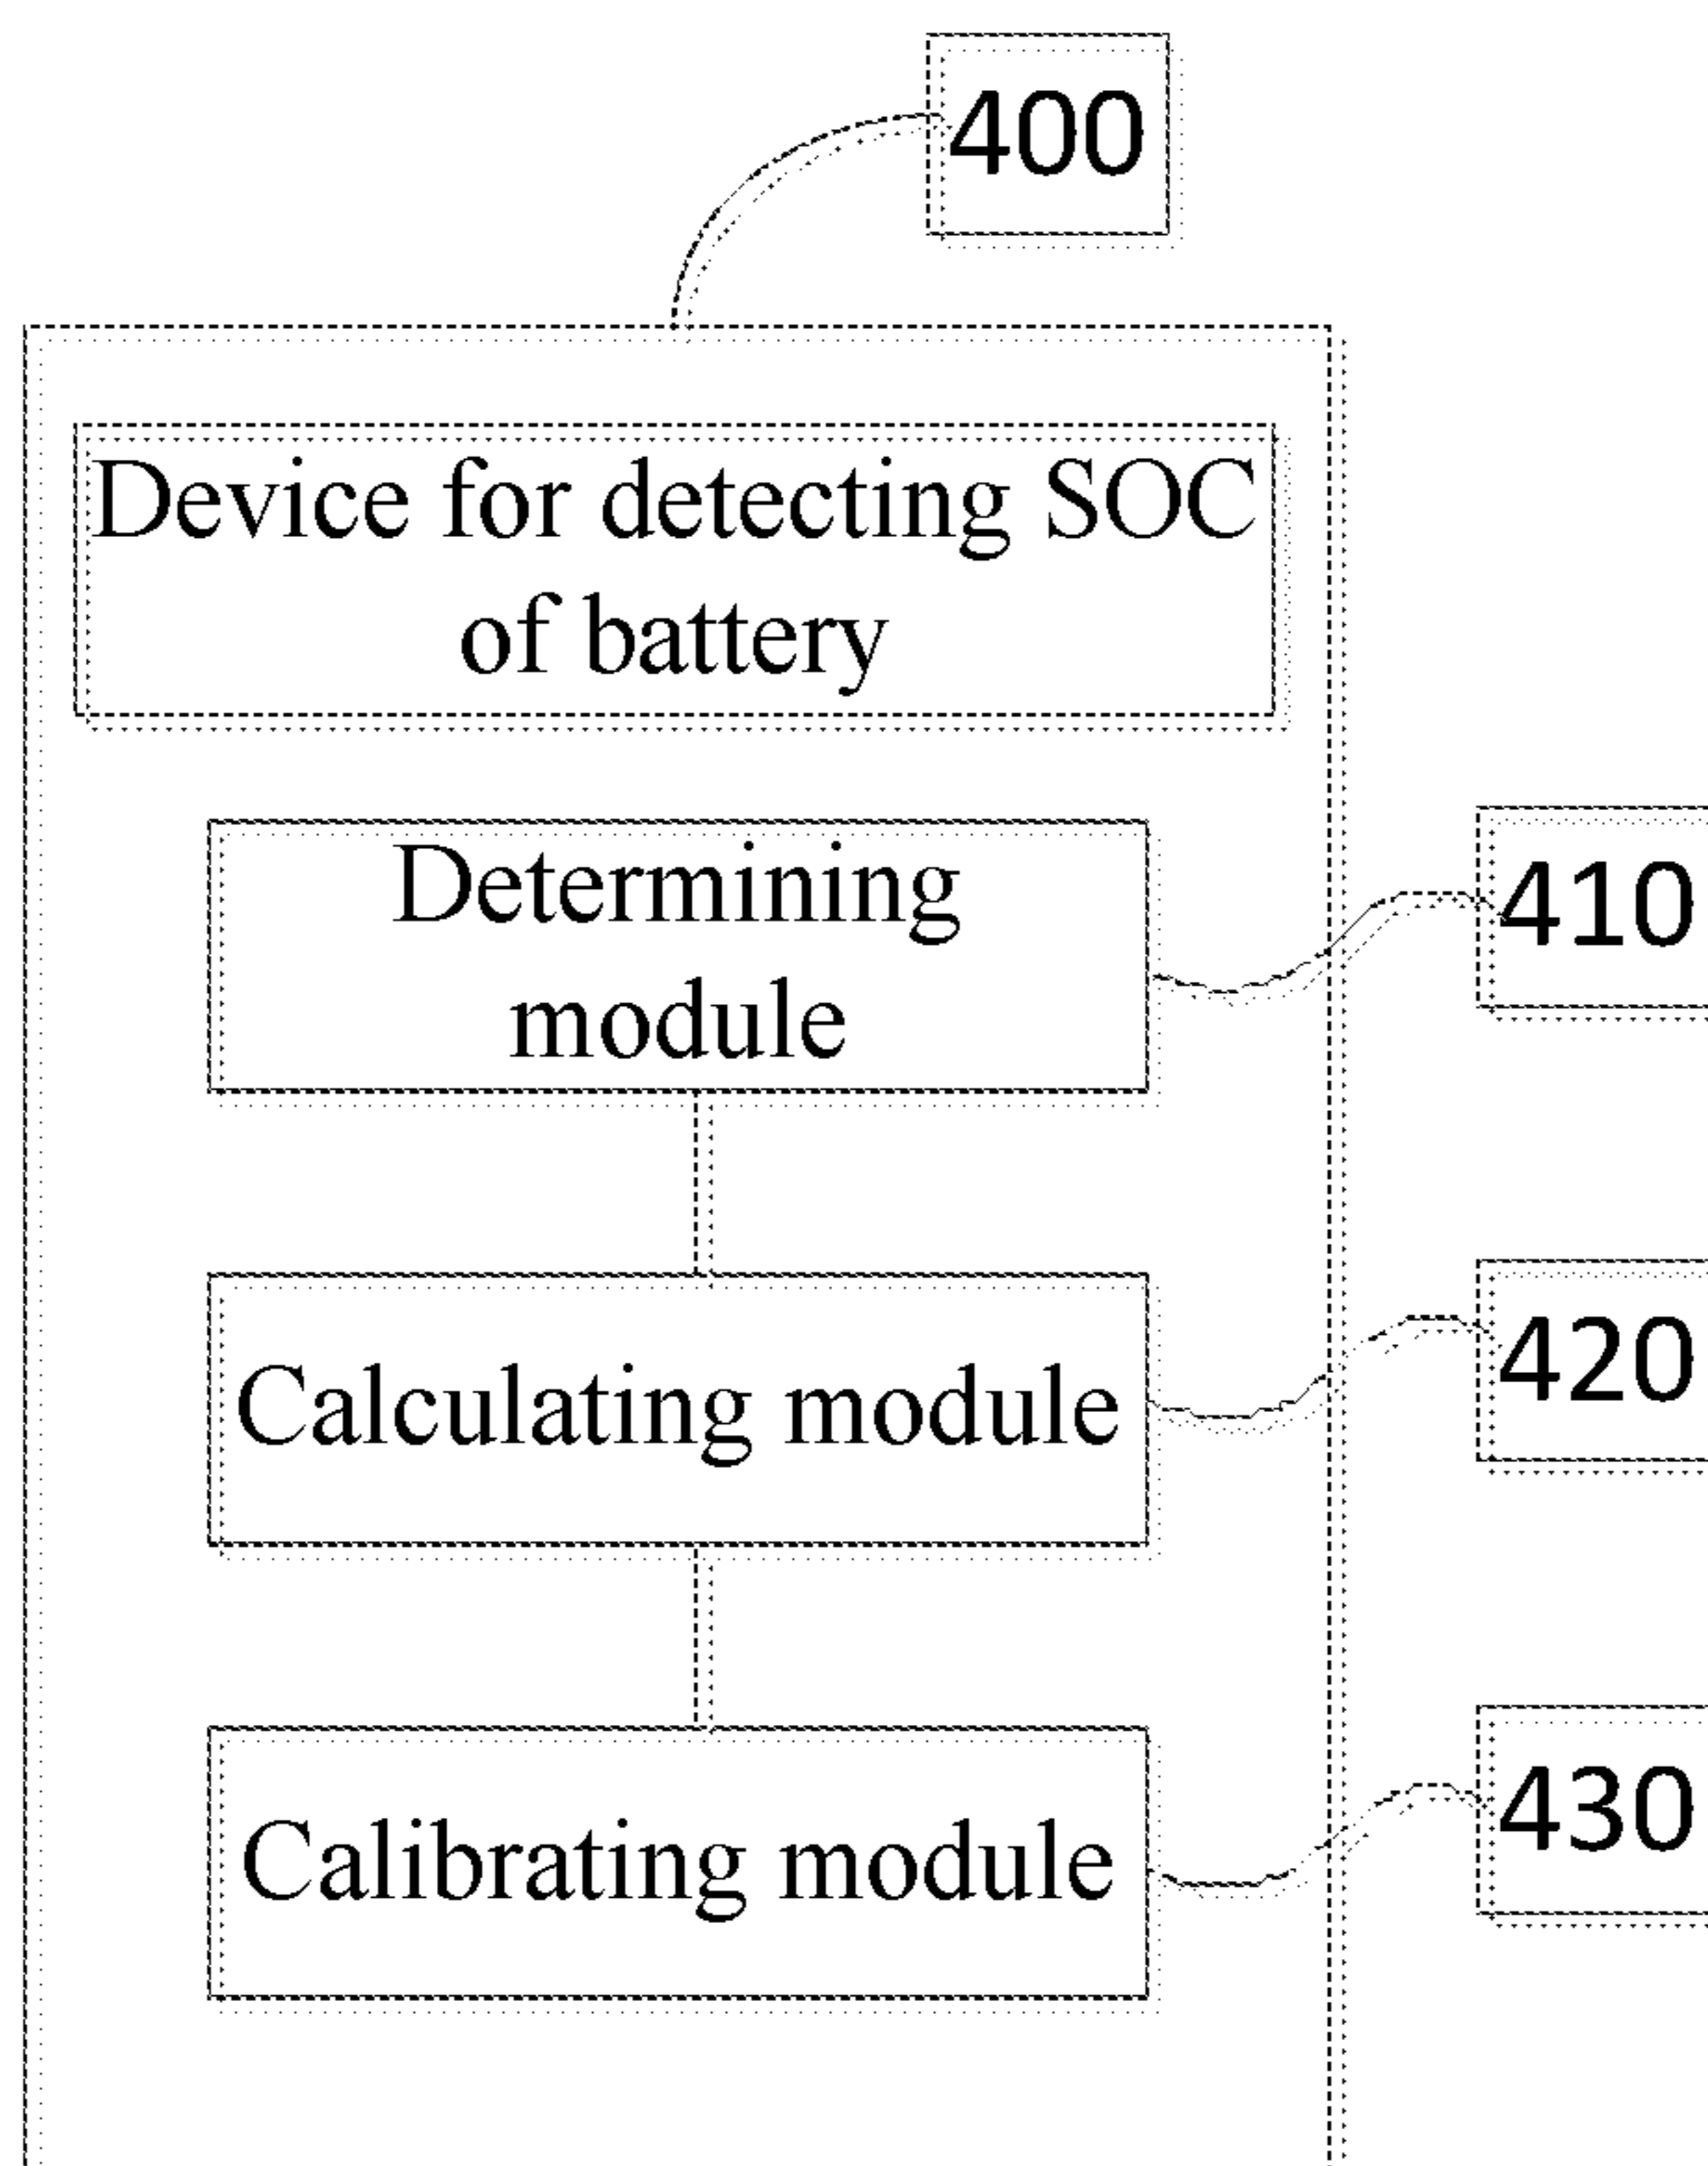 400
Device for detecting SOC
of battery
Determining
module
410
Calculating module
420
Calibrating module
430